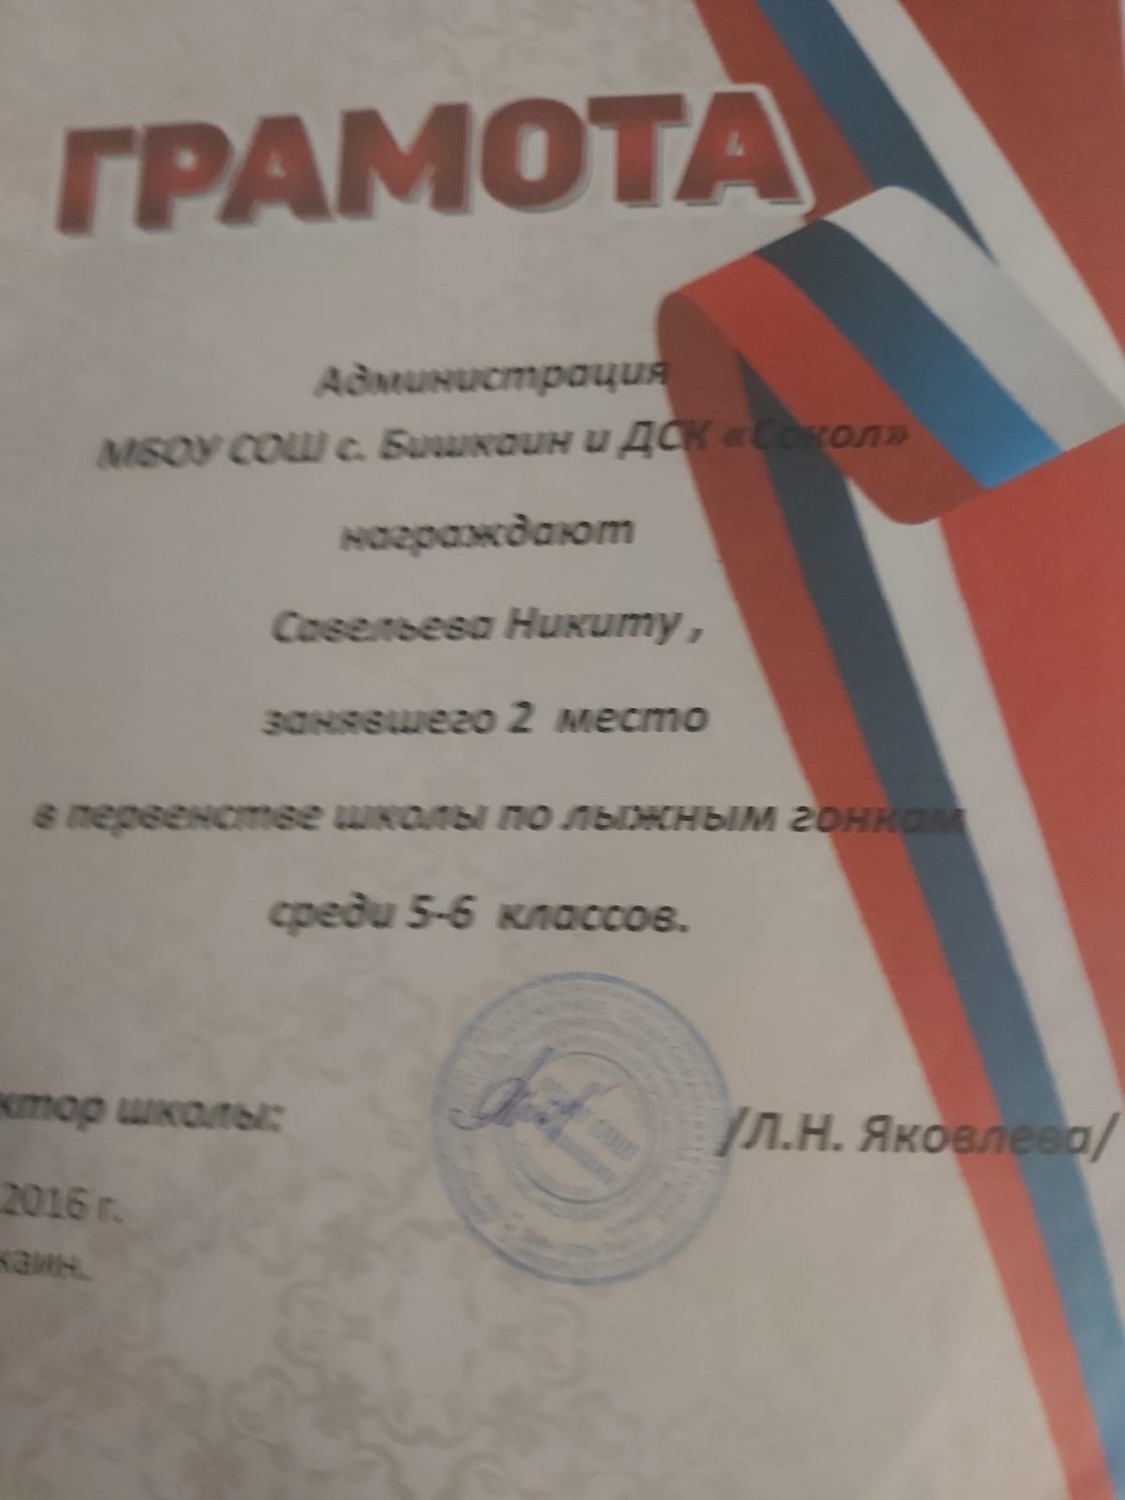 ГРАМОТА
Администрация
МБОУ СОШ с. Бишкаин и ДСК «Сокол»
награждают
Савельева Никиту ,
занявшего 2 место
в первенстве школы по лыжным гонкам
среди 5-6 классов.
ктор школы: /Л.Н. Яковлева/
2016 г.
каин.